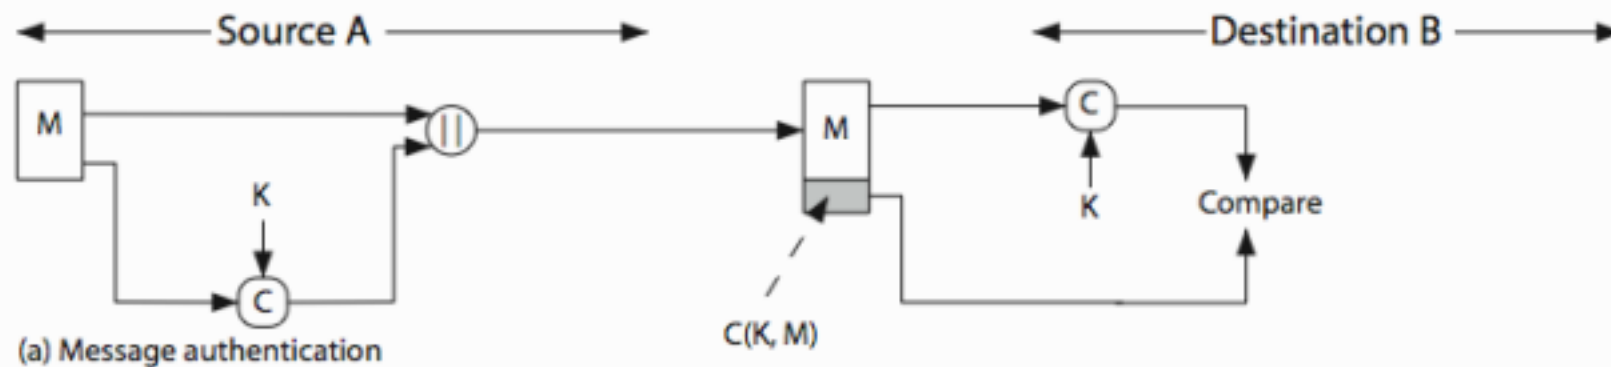 Source A
Destination B
M
||
M
C
K
K
Compare
C
C(K, M)
(a) Message authentication